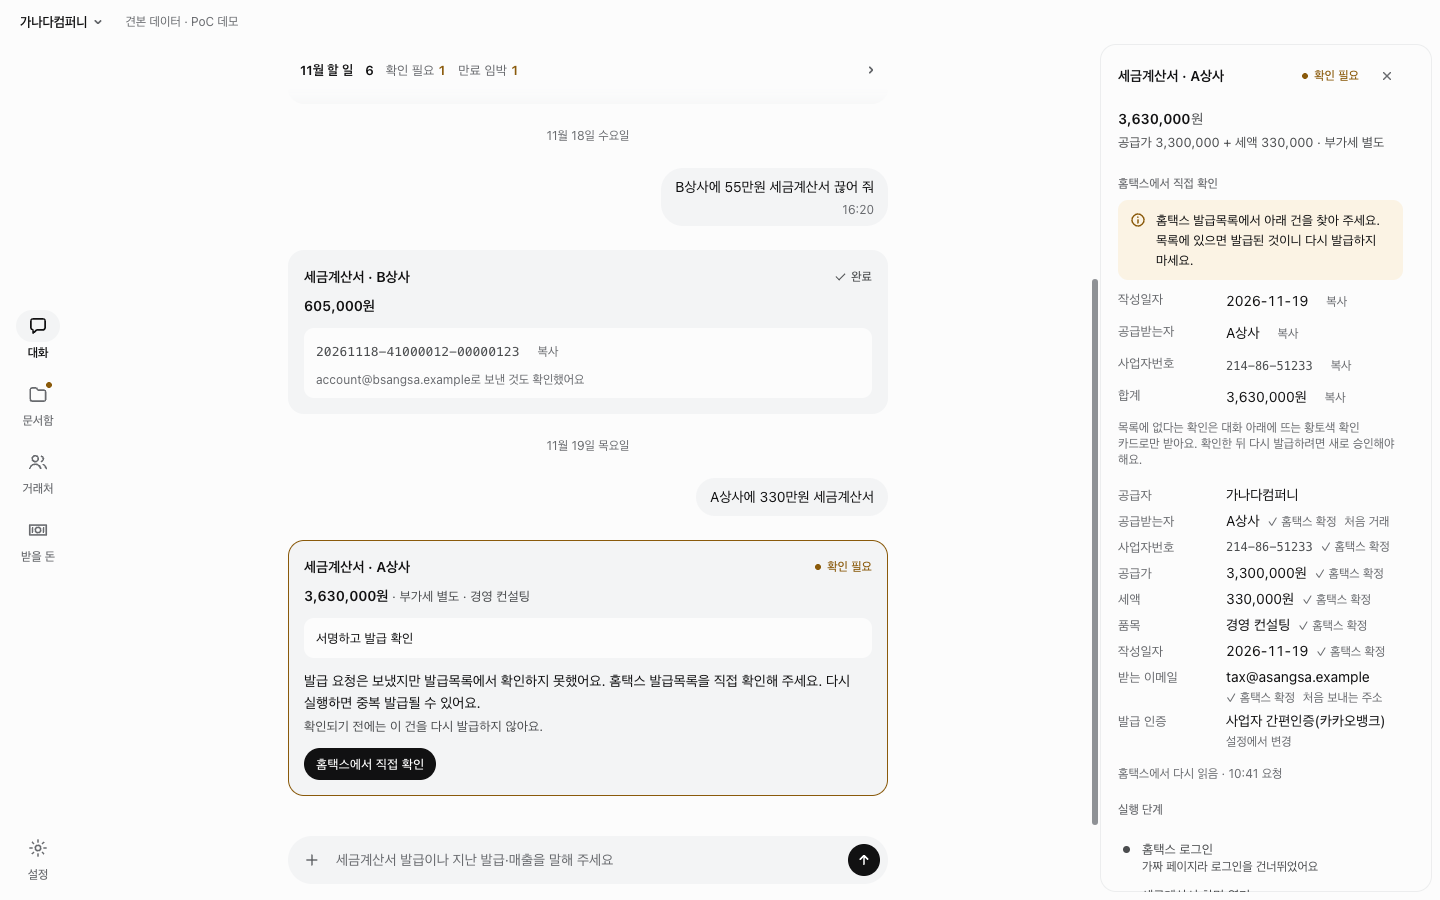 가나다컴퍼니
견본 데이터 · PoC 데모
11월 할 일 6 확인 필요 1 만료 임박 1
11월 18일 수요일
B상사에 55만원 세금계산서 끊어 줘
16:20
세금계산서 · B상사
완료
605,000원
20261118-41000012-00000123 복사
account@bsangsa.example로 보낸 것도 확인했어요
11월 19일 목요일
A상사에 330만원 세금계산서
세금계산서 · A상사
확인 필요
3,630,000원 · 부가세 별도 · 경영 컨설팅
서명하고 발급 확인
발급 요청은 보냈지만 발급목록에서 확인하지 못했어요. 홈택스 발급목록을 직접 확인해 주세요. 다시
실행하면 중복 발급될 수 있어요.
확인되기 전에는 이 건을 다시 발급하지 않아요.
홈택스에서 직접 확인
세금계산서 발급이나 지난 발급·매출을 말해 주세요
대화
문서함
거래처
받을 돈
설정
세금계산서 · A상사
확인 필요
3,630,000원
공급가 3,300,000 + 세액 330,000 · 부가세 별도
홈택스에서 직접 확인
홈택스 발급목록에서 아래 건을 찾아 주세요.
목록에 있으면 발급된 것이니 다시 발급하지
마세요.
작성일자 2026-11-19 복사
공급받는자 A상사 복사
사업자번호 214-86-51233 복사
합계 3,630,000원 복사
목록에 없다는 확인은 대화 아래에 뜨는 황토색 확인
카드로만 받아요. 확인한 뒤 다시 발급하려면 새로 승인해야
해요.
공급자 가나다컴퍼니
공급받는자 A상사 ✓ 홈택스 확정 처음 거래
사업자번호 214-86-51233 ✓ 홈택스 확정
공급가 3,300,000원 ✓ 홈택스 확정
세액 330,000원 ✓ 홈택스 확정
품목 경영 컨설팅 ✓ 홈택스 확정
작성일자 2026-11-19 ✓ 홈택스 확정
받는 이메일 tax@asangsa.example
✓ 홈택스 확정 처음 보내는 주소
발급 인증 사업자 간편인증(카카오뱅크)
설정에서 변경
홈택스에서 다시 읽음 · 10:41 요청
실행 단계
홈택스 로그인
가짜 페이지라 로그인을 건너뛰었어요